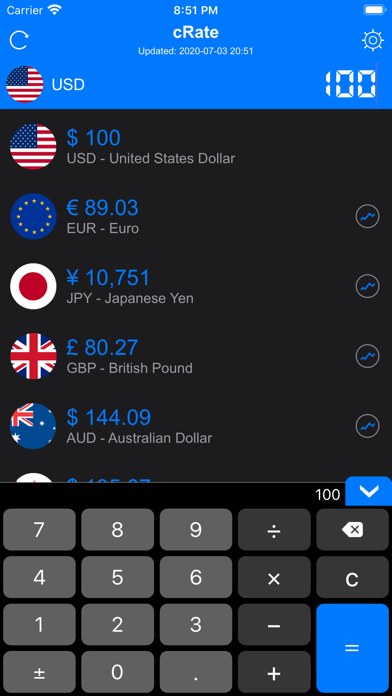 Carrier 8:51 PM
cRate
Updated: 2020-07-03 20:51
USD 100
$ 100
USD - United States Dollar
€ 89.03
EUR - Euro
¥ 10,751
JPY - Japanese Yen
£ 80.27
GBP - British Pound
$ 144.09
AUD - Australian Dollar
100
7 8 9 ÷
4 5 6 × c
1 2 3 −
± 0 . + =